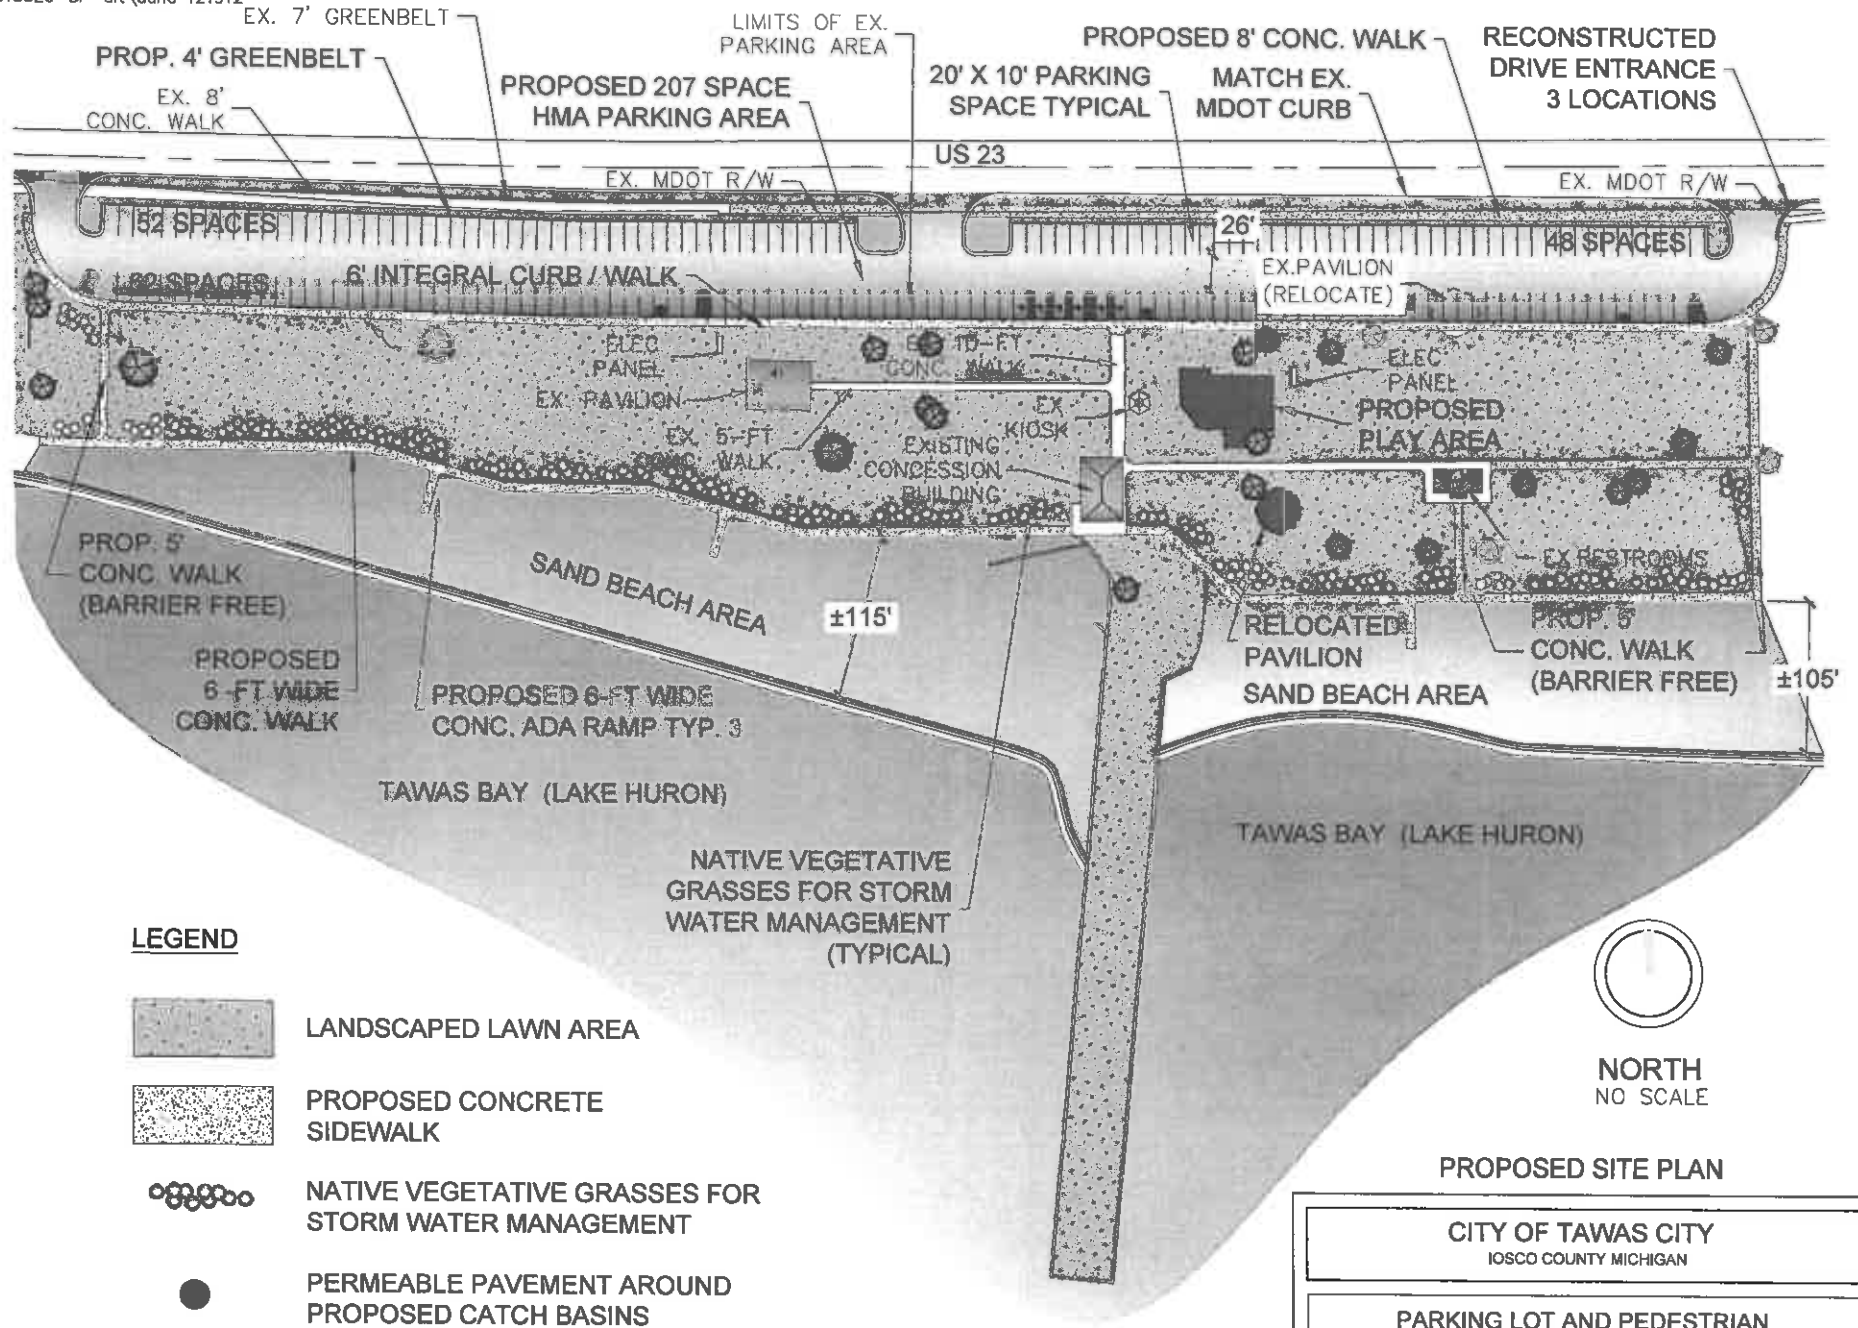 EX. 7' GREENBELT
PROP. 4' GREENBELT
EX. 8'
CONC. WALK
PROPOSED 207 SPACE
HMA PARKING AREA
LIMITS OF EX.
PARKING AREA
20' X 10' PARKING
SPACE TYPICAL
PROPOSED 8' CONC. WALK
MATCH EX.
MDOT CURB
RECONSTRUCTED
DRIVE ENTRANCE
3 LOCATIONS
US 23
EX. MDOT R/W
EX. MDOT R/W
52 SPACES
26'
48 SPACES
SPACES
6' INTEGRAL CURB / WALK
EX.PAVILION
(RELOCATE)
ELEC
PANEL
EX. PAVILION
10-FT
CONC. WALK
EX. 5-FT
CONC. WALK
EX
KIOSK
EXISTING
CONCESSION
BUILDING
ELEC
PANEL
PROPOSED
PLAY AREA
PROP. 5'
CONC. WALK
(BARRIER FREE)
SAND BEACH AREA
±115'
EX.RESTROOMS
RELOCATED
PAVILION
SAND BEACH AREA
PROP. 5'
CONC. WALK
(BARRIER FREE)
±105'
PROPOSED
6-FT WIDE
CONC. WALK
PROPOSED 6-FT WIDE
CONC. ADA RAMP TYP. 3
TAWAS BAY (LAKE HURON)
TAWAS BAY (LAKE HURON)
NATIVE VEGETATIVE
GRASSES FOR STORM
WATER MANAGEMENT
(TYPICAL)
LEGEND
LANDSCAPED LAWN AREA
PROPOSED CONCRETE
SIDEWALK
NATIVE VEGETATIVE GRASSES FOR
STORM WATER MANAGEMENT
PERMEABLE PAVEMENT AROUND
PROPOSED CATCH BASINS
NORTH
NO SCALE
PROPOSED SITE PLAN
CITY OF TAWAS CITY
IOSCO COUNTY MICHIGAN
PARKING LOT AND PEDESTRIAN